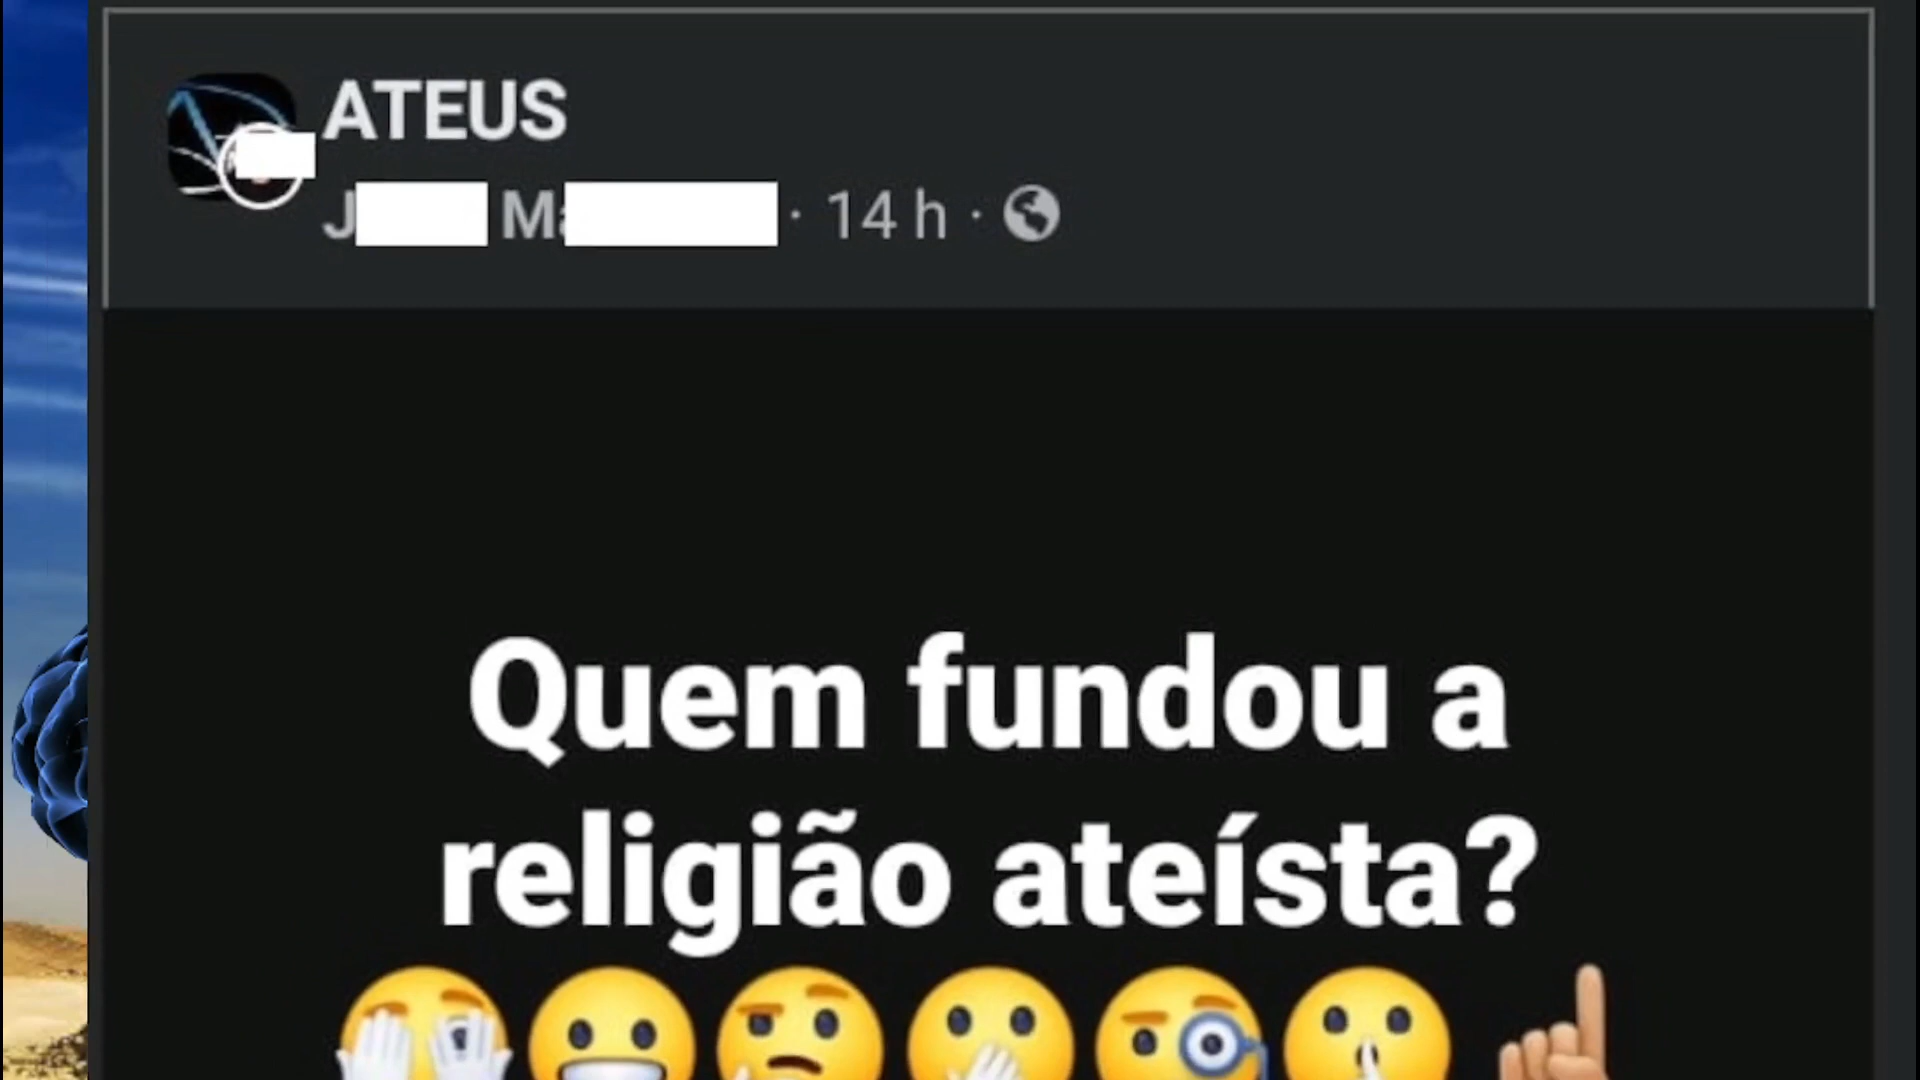 ATEUS
J M · 14 h ·
Quem fundou a
religião ateísta?